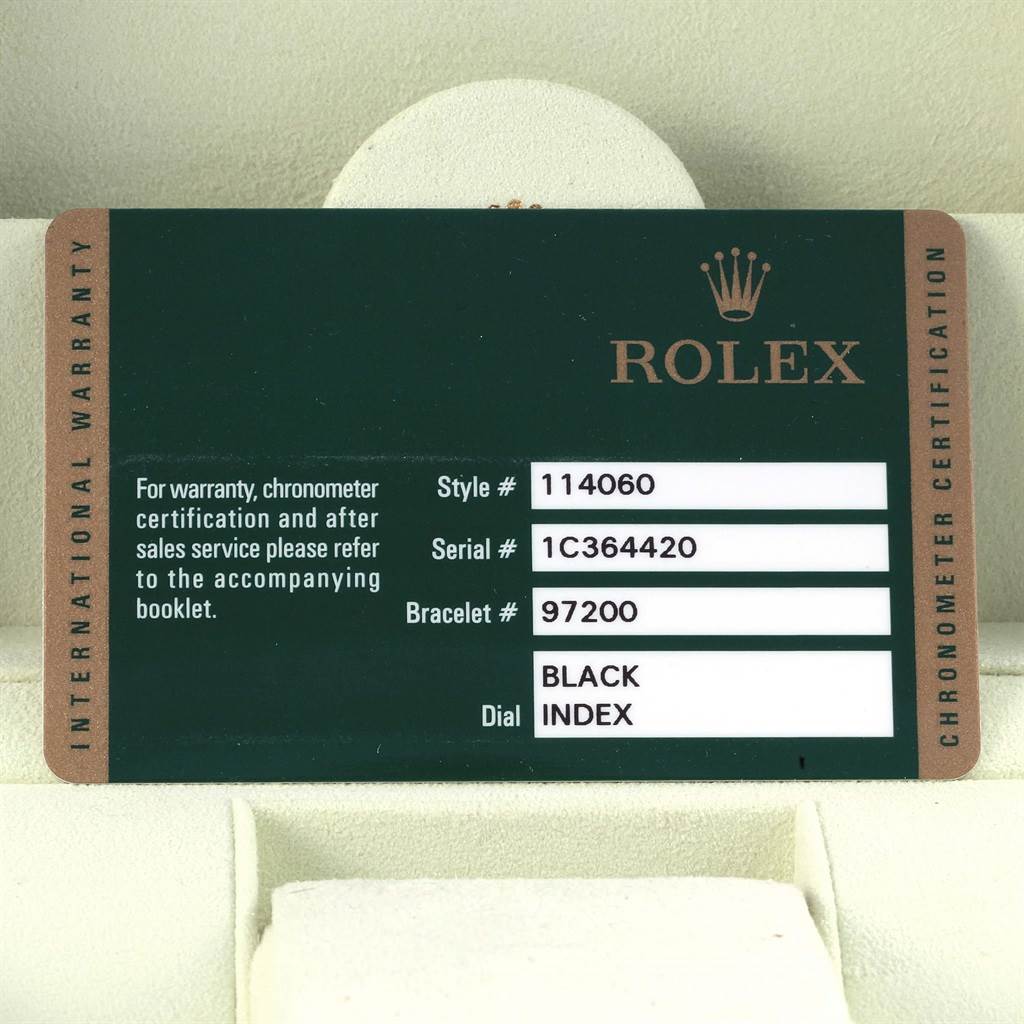 INTERNATIONAL WARRANTY
ROLEX
For warranty, chronometer
certification and after
sales service please refer
to the accompanying
booklet.
Style # 114060
Serial # 1C364420
Bracelet # 97200
Dial BLACK
INDEX
CHRONOMETER CERTIFICATION